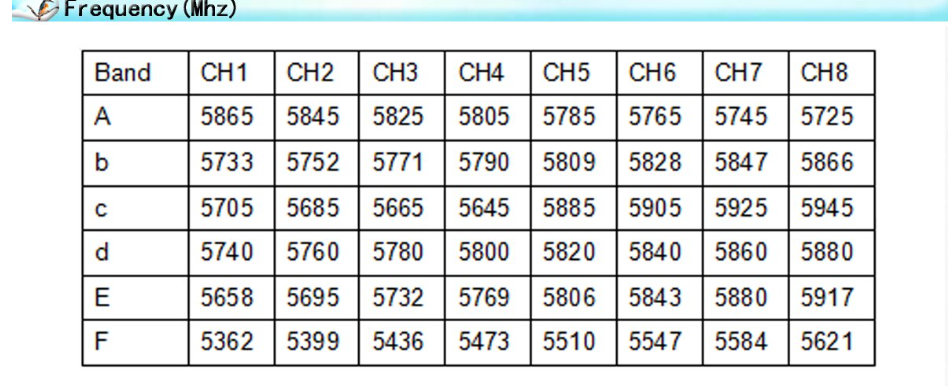 Frequency(Mhz)
Band CH1 CH2 CH3 CH4 CH5 CH6 CH7 CH8
A 5865 5845 5825 5805 5785 5765 5745 5725
b 5733 5752 5771 5790 5809 5828 5847 5866
c 5705 5685 5665 5645 5885 5905 5925 5945
d 5740 5760 5780 5800 5820 5840 5860 5880
E 5658 5695 5732 5769 5806 5843 5880 5917
F 5362 5399 5436 5473 5510 5547 5584 5621